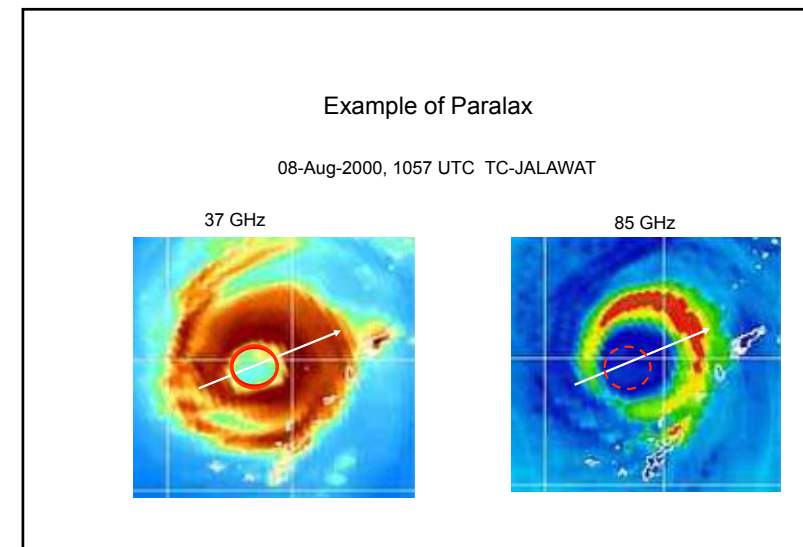 Example of Paralax
08-Aug-2000, 1057 UTC TC-JALAWAT
37 GHz
85 GHz